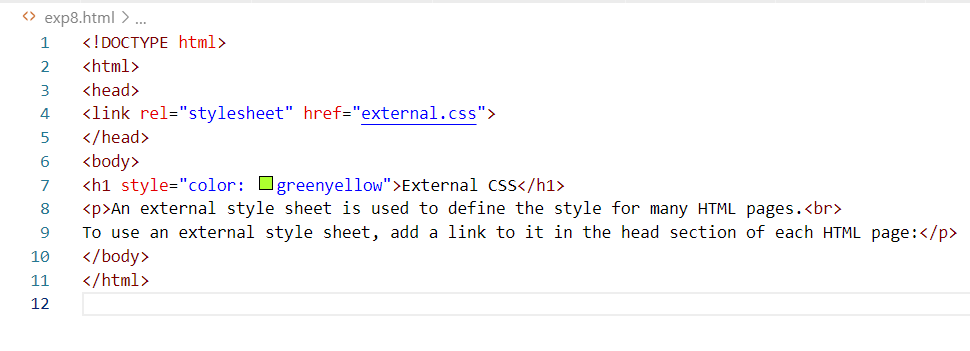 <> exp8.html > ...
1 <!DOCTYPE html>
2 <html>
3 <head>
4 <link rel="stylesheet" href="external.css">
5 </head>
6 <body>
7 <h1 style="color: greenyellow">External CSS</h1>
8 <p>An external style sheet is used to define the style for many HTML pages.<br>
9 To use an external style sheet, add a link to it in the head section of each HTML page:</p>
10 </body>
11 </html>
12